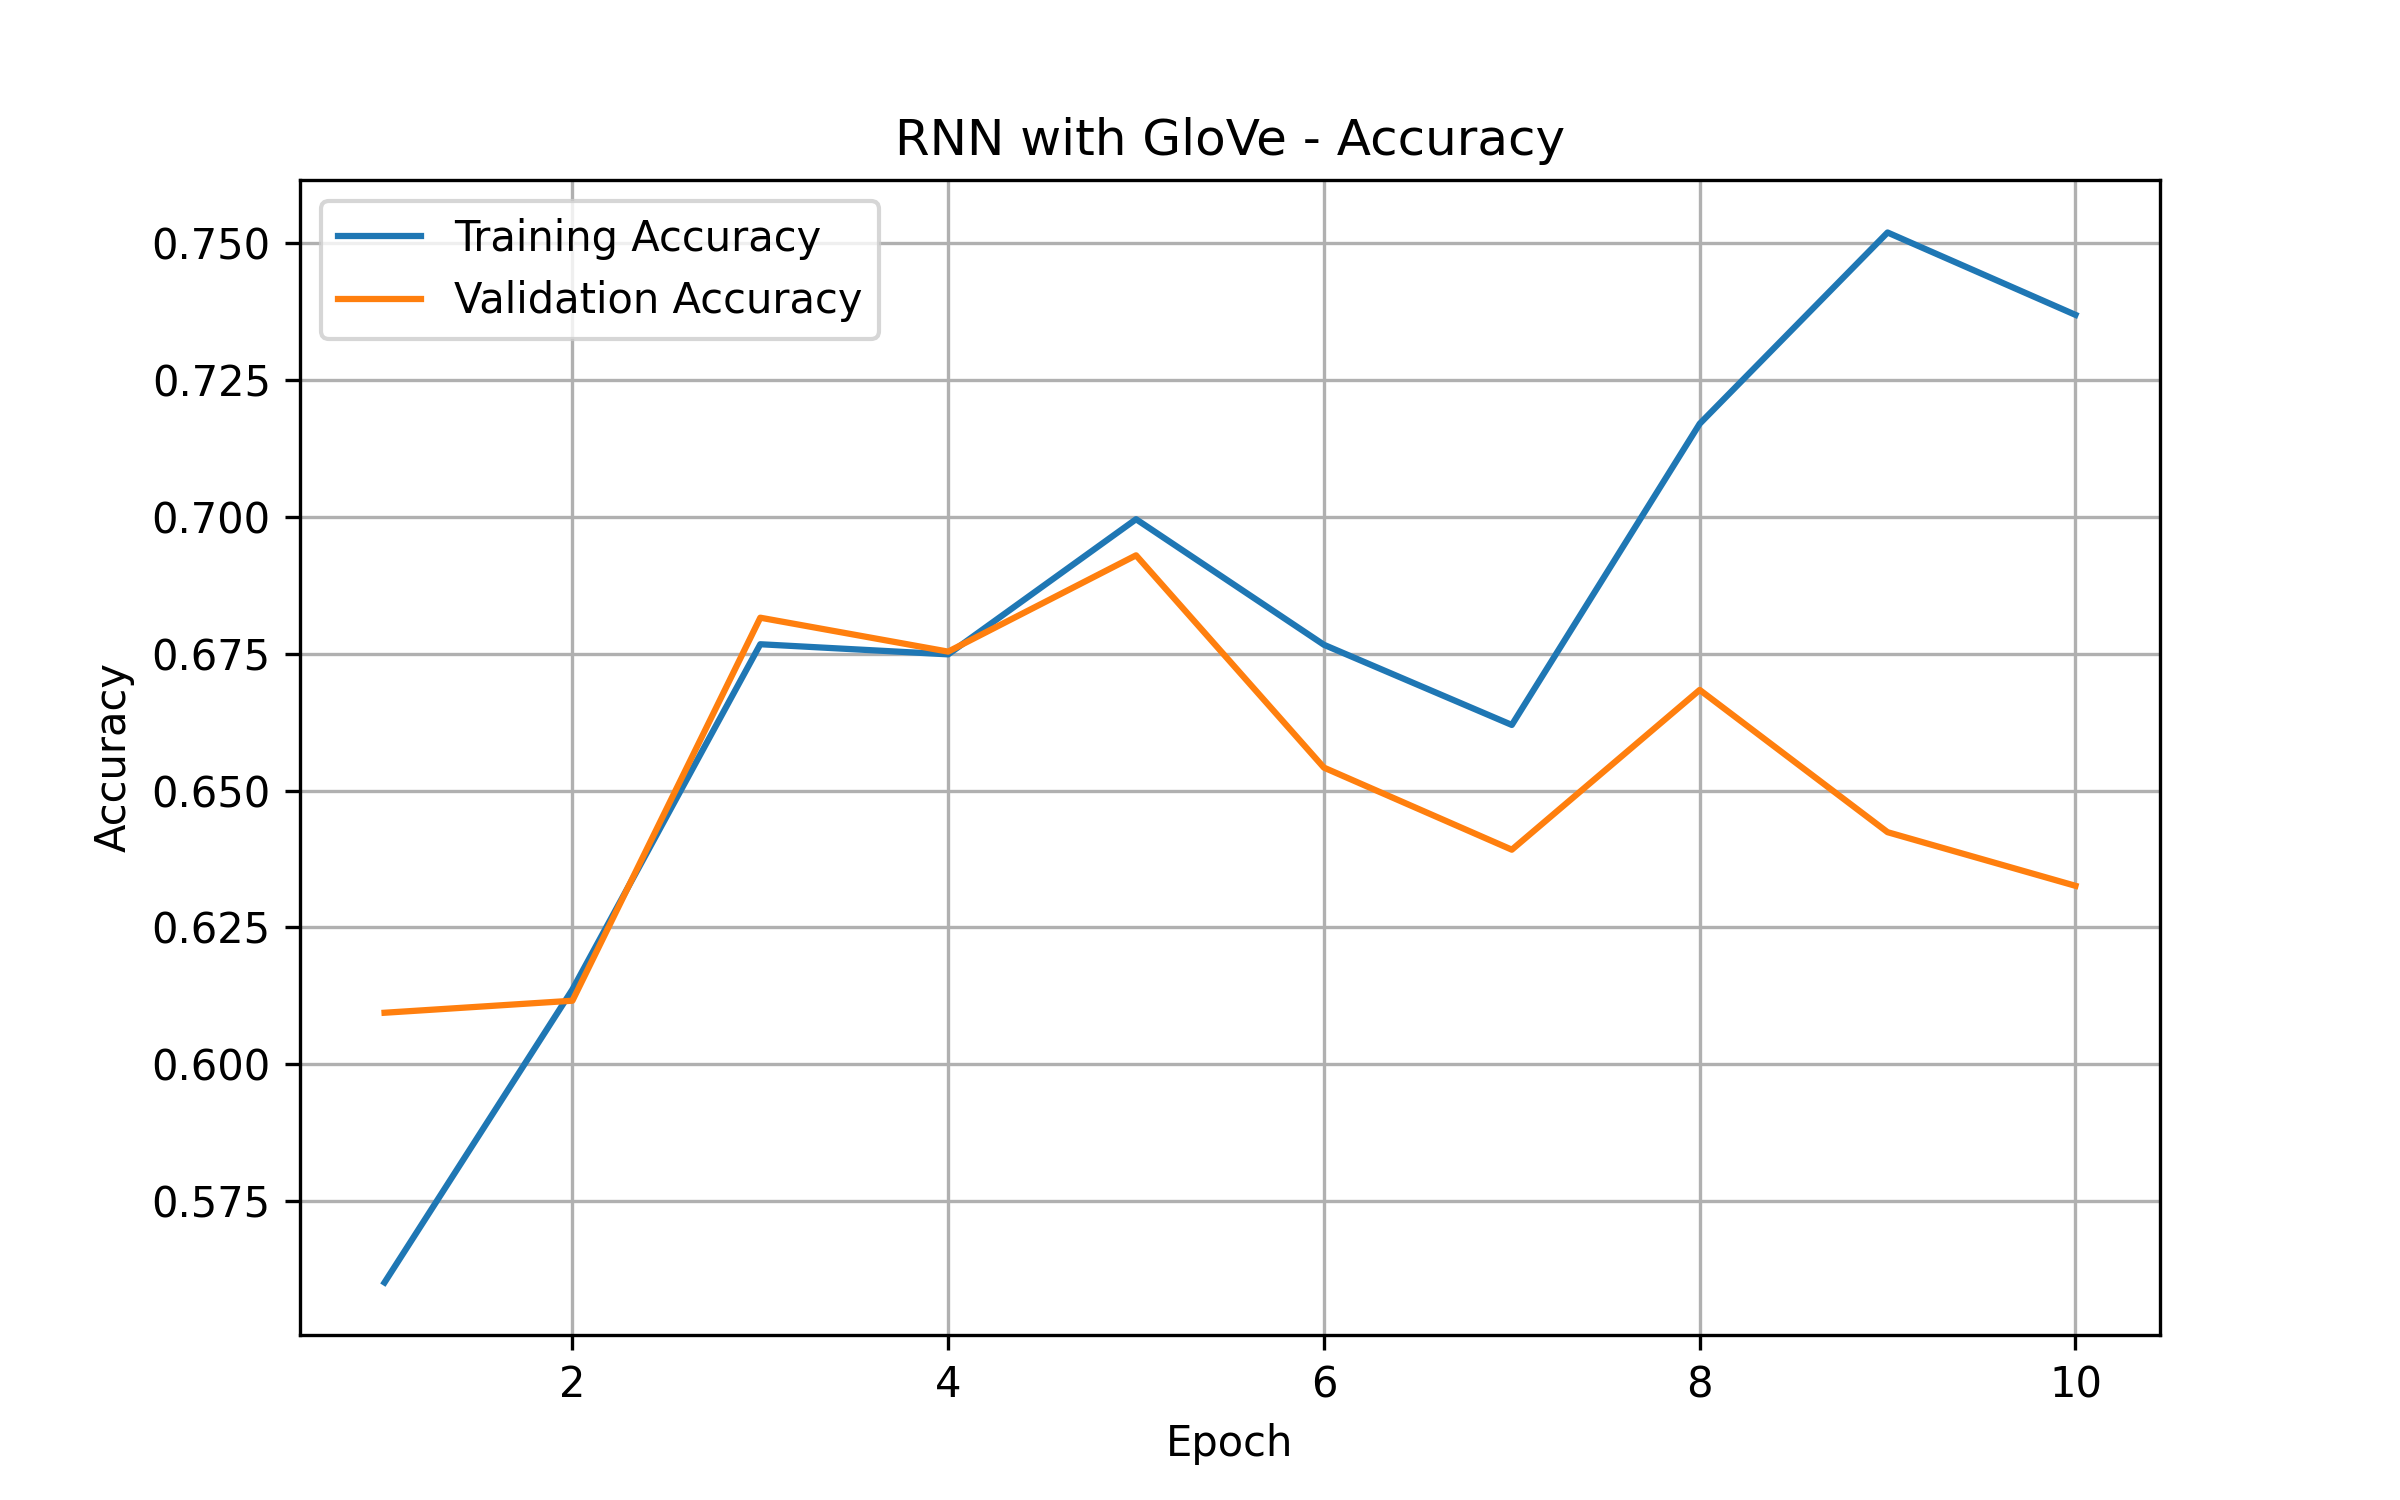 RNN with GloVe - Accuracy
Training Accuracy
Validation Accuracy
0.750
0.725
0.700
0.675
0.650
0.625
0.600
0.575
Accuracy
2 4 6 8 10
Epoch